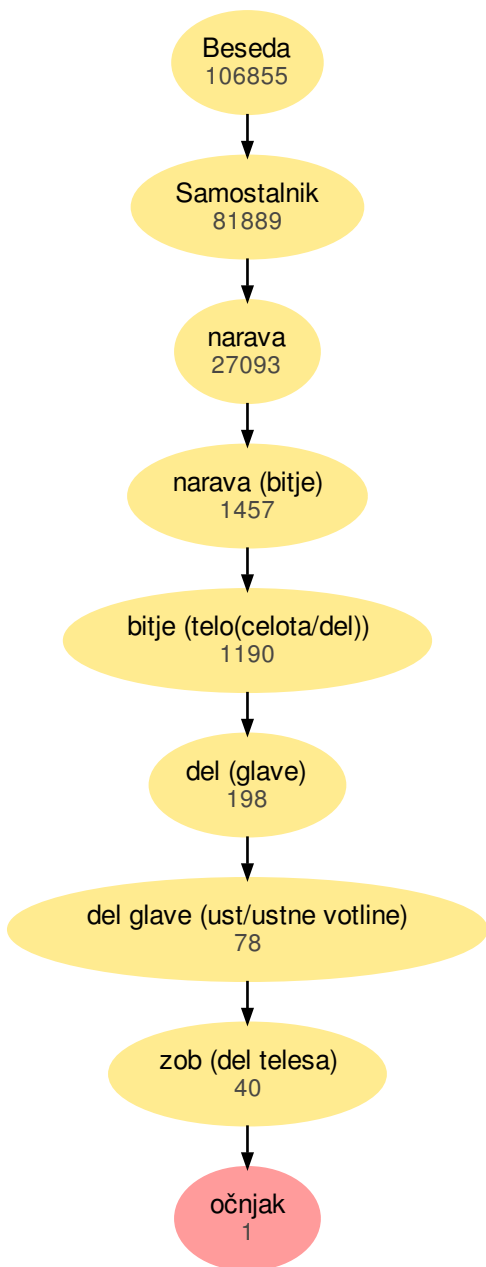 Beseda
106855
Samostalnik
81889
narava
27093
narava (bitje)
1457
bitje (telo(celota/del))
1190
del (glave)
198
del glave (ust/ustne votline)
78
zob (del telesa)
40
očnjak
1